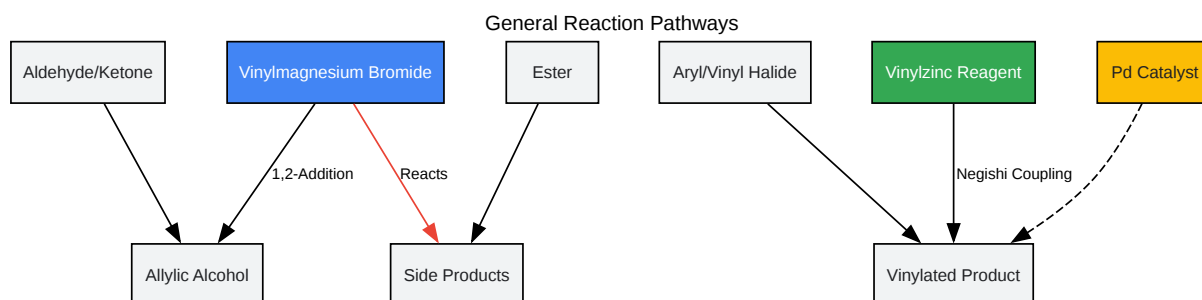 General Reaction Pathways
Aldehyde/Ketone
Vinylmagnesium Bromide
Ester
Aryl/Vinyl Halide
Vinylzinc Reagent
Pd Catalyst
1,2-Addition
Reacts
Negishi Coupling
Allylic Alcohol
Side Products
Vinylated Product